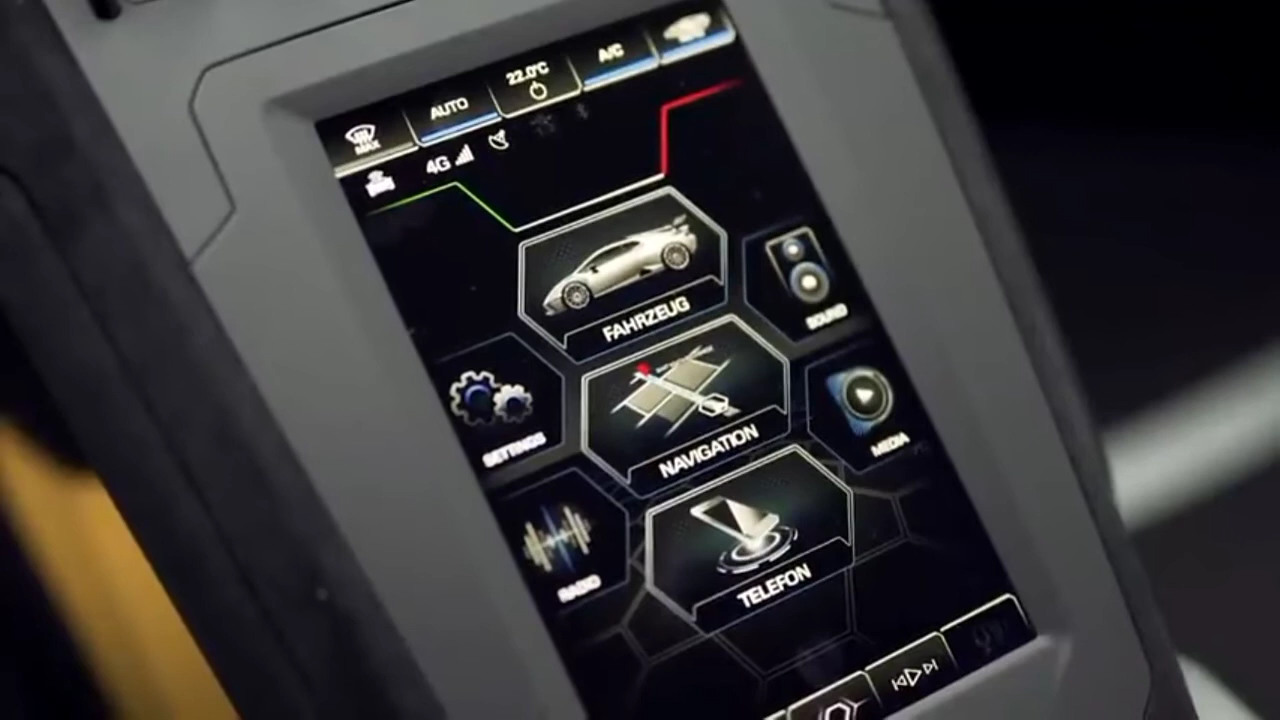 MAX
AUTO
22.0°C
A/C
4G
FAHRZEUG
SOUND
SETTINGS
NAVIGATION
MEDIA
RADIO
TELEFON